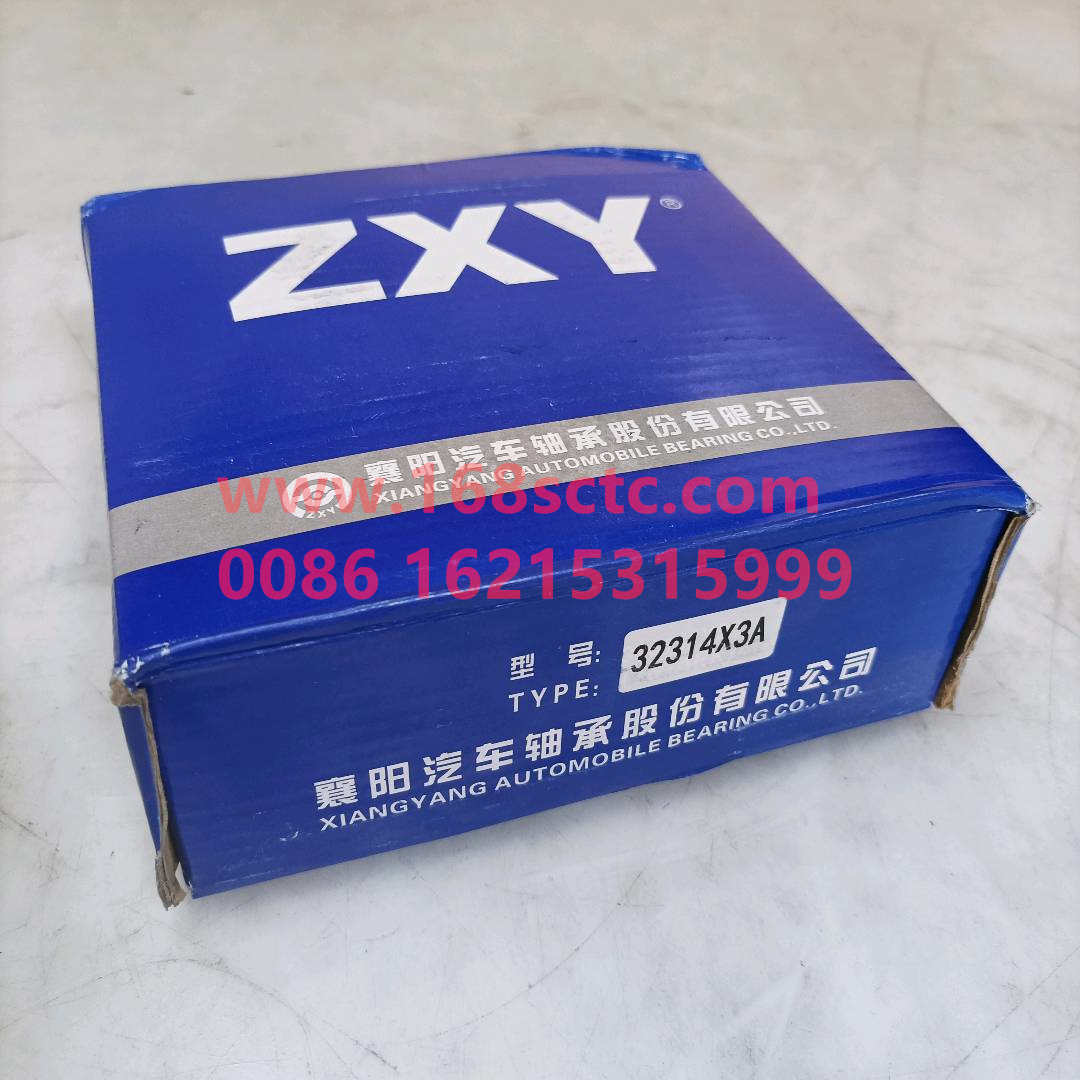 ZXY®
襄阳汽车轴承股份有限公司
XIANGYANG AUTOMOBILE BEARING CO.,LTD.
ZXY
www.168sctc.com
0086 16215315999
型 号:
32314X3A
TYPE:
襄阳汽车轴承股份有限公司
XIANGYANG AUTOMOBILE BEARING CO.,LTD.